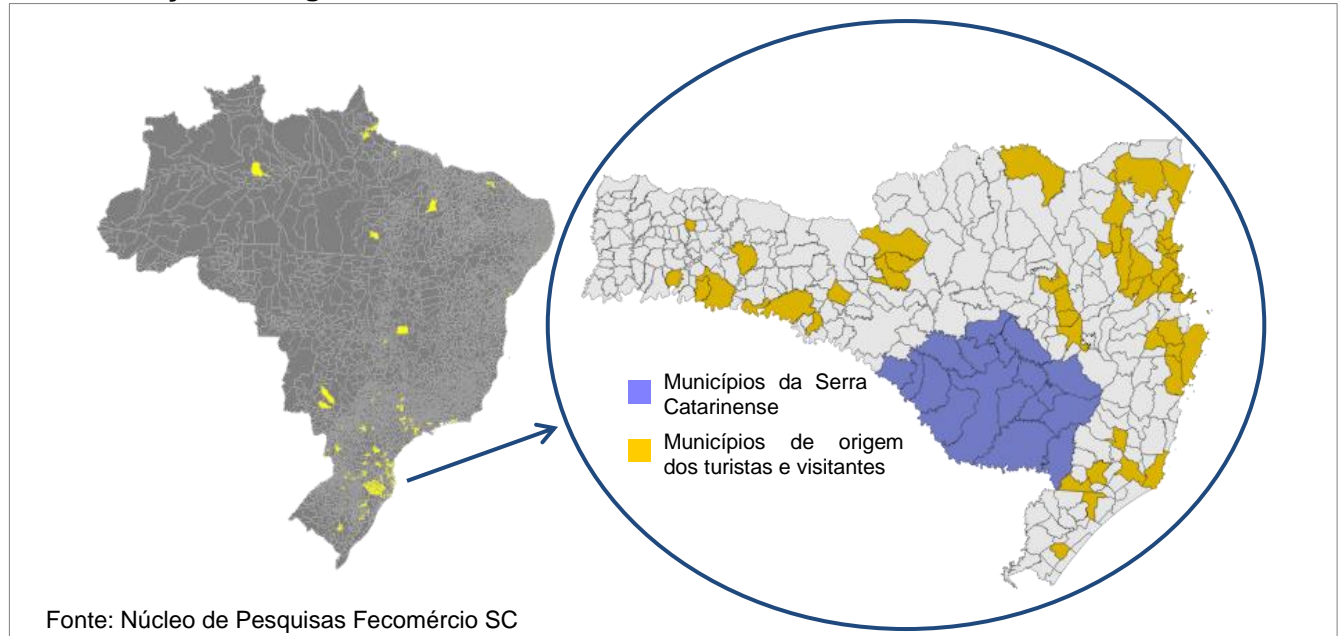 Municípios da Serra
Catarinense
Municípios de origem
dos turistas e visitantes
Fonte: Núcleo de Pesquisas Fecomércio SC